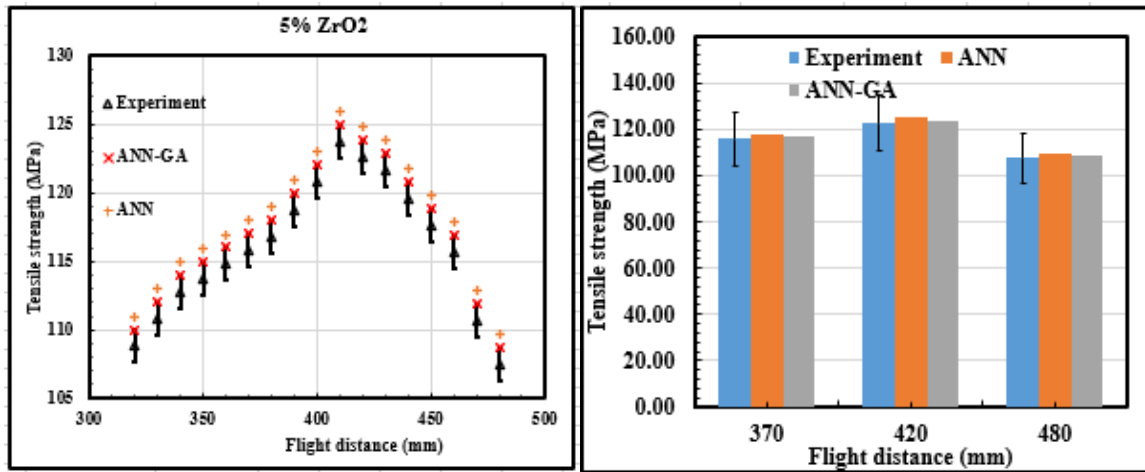 5% ZrO2
Tensile strength (MPa)
130
125
120
115
110
105
Experiment
ANN-GA
ANN
300
350
400
450
500
Flight distance (mm)
Tensile strength (MPa)
160.00
140.00
120.00
100.00
80.00
60.00
40.00
20.00
0.00
Experiment
ANN
ANN-GA
370
420
480
Flight distance (mm)